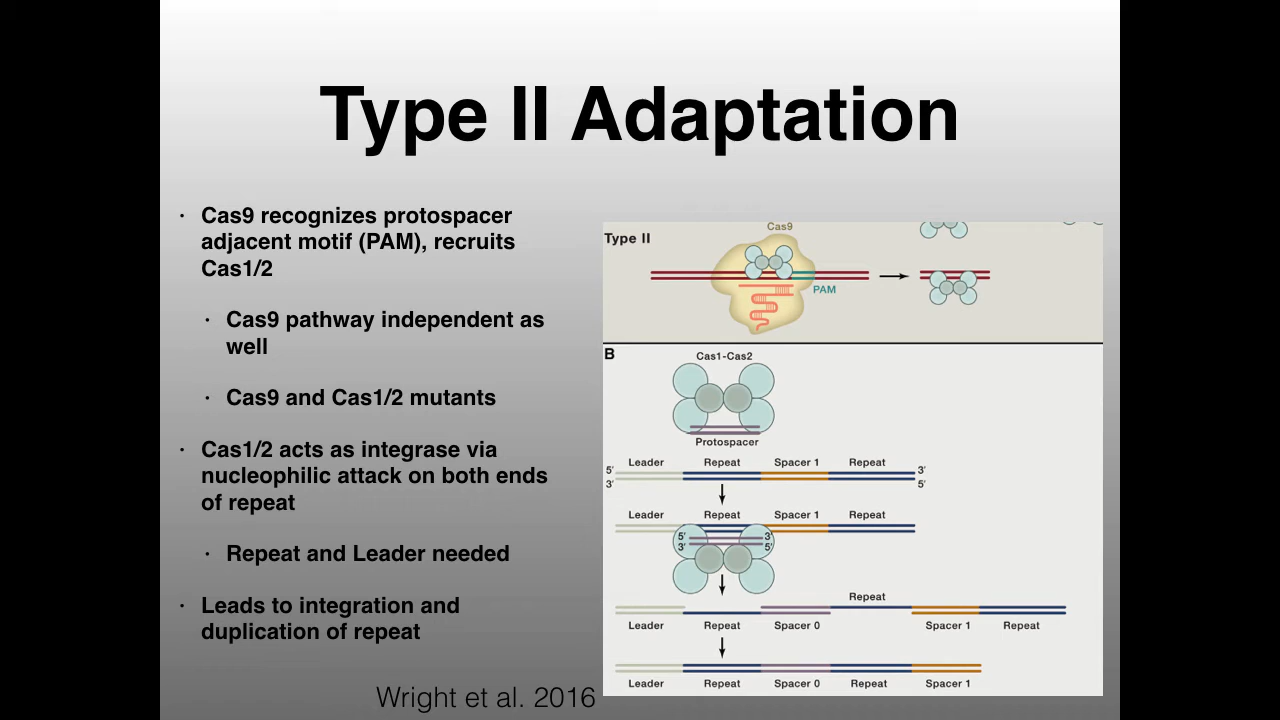 Type II Adaptation
• Cas9 recognizes protospacer
adjacent motif (PAM), recruits
Cas1/2
• Cas9 pathway independent as
well
• Cas9 and Cas1/2 mutants
• Cas1/2 acts as integrase via
nucleophilic attack on both ends
of repeat
• Repeat and Leader needed
• Leads to integration and
duplication of repeat
Wright et al. 2016
Cas9
Type II
PAM
B
Cas1-Cas2
Protospacer
Leader Repeat Spacer 1 Repeat
5′ 3′
3′ 5′
Leader Repeat Spacer 1 Repeat
5′ 3′
3′ 5′
Repeat
Leader Repeat Spacer 0 Spacer 1 Repeat
Leader Repeat Spacer 0 Repeat Spacer 1